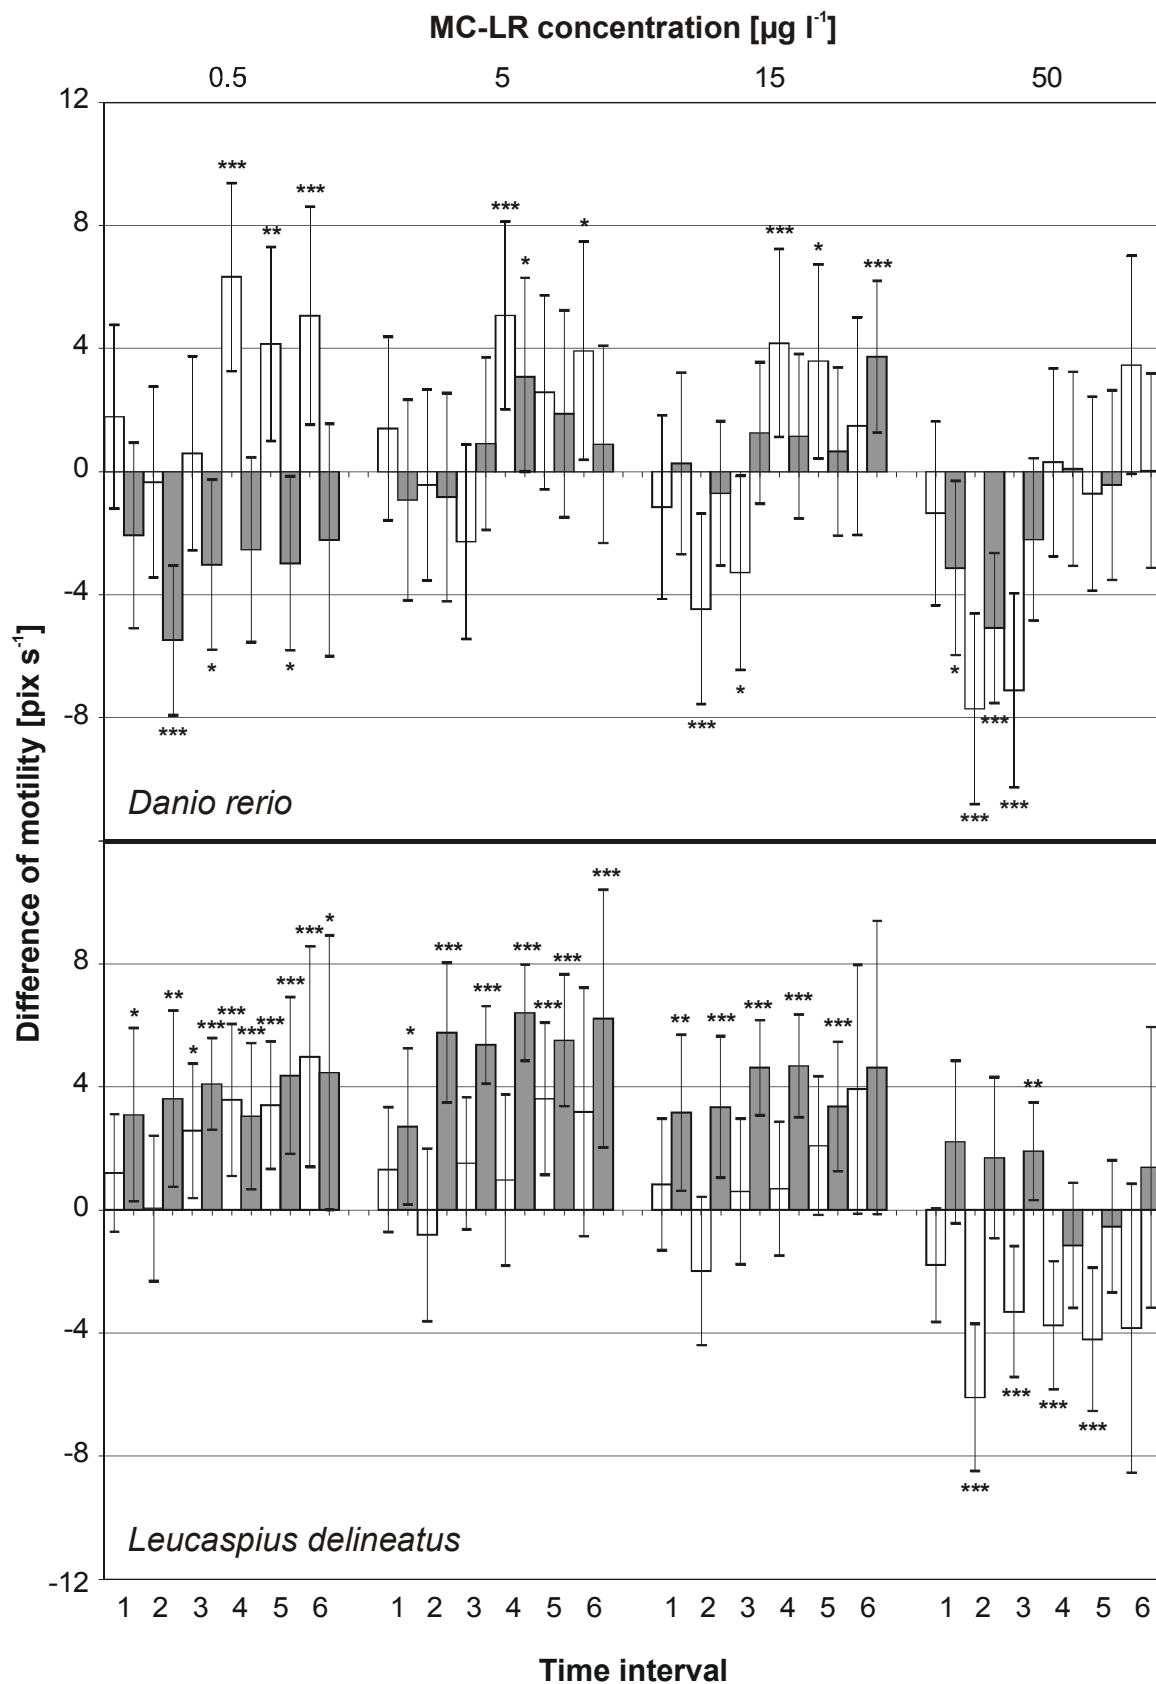 MC-LR concentration [µg l⁻¹]
0.5 5 15 50
12
8
4
0
-4
-8
*** ** *** *** * * *** * ***
*** * * *** * * *** *** ***
Danio rerio
Difference of motility [pix s⁻¹]
8
4
0
-4
-8
-12
* ** * *** *** *** *** *** *** * * *** *** *** *** *** *** ** *** *** *** *** **
*** *** *** ***
Leucaspius delineatus
1 2 3 4 5 6 1 2 3 4 5 6 1 2 3 4 5 6 1 2 3 4 5 6
Time interval